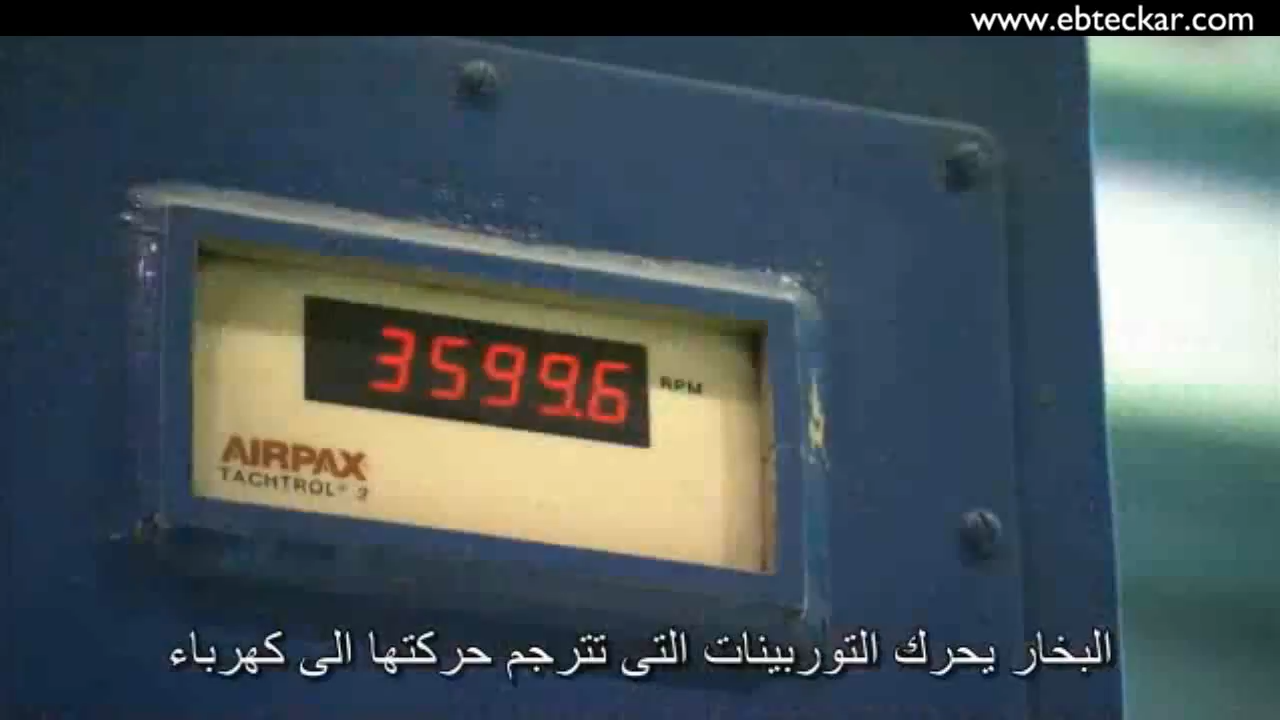 www.ebteckar.com
3599.6
RPM
AIRPAX
TACHTROL® 3
البخار يحرك التوربينات التى تترجم حركتها الى كهرباء